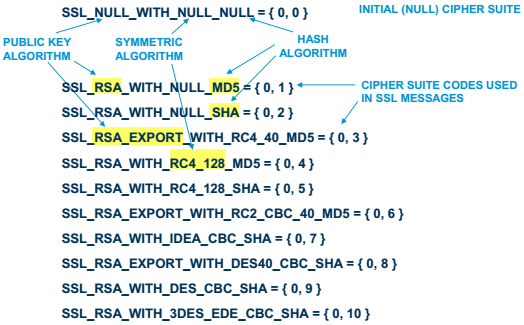 SSL_NULL_WITH_NULL_NULL = { 0, 0 }
INITIAL (NULL) CIPHER SUITE
PUBLIC KEY
ALGORITHM
SYMMETRIC
ALGORITHM
HASH
ALGORITHM
SSL_RSA_WITH_NULL_MD5 = { 0, 1 }
CIPHER SUITE CODES USED
IN SSL MESSAGES
SSL_RSA_WITH_NULL_SHA = { 0, 2 }
SSL_RSA_EXPORT_WITH_RC4_40_MD5 = { 0, 3 }
SSL_RSA_WITH_RC4_128_MD5 = { 0, 4 }
SSL_RSA_WITH_RC4_128_SHA = { 0, 5 }
SSL_RSA_EXPORT_WITH_RC2_CBC_40_MD5 = { 0, 6 }
SSL_RSA_WITH_IDEA_CBC_SHA = { 0, 7 }
SSL_RSA_EXPORT_WITH_DES40_CBC_SHA = { 0, 8 }
SSL_RSA_WITH_DES_CBC_SHA = { 0, 9 }
SSL_RSA_WITH_3DES_EDE_CBC_SHA = { 0, 10 }